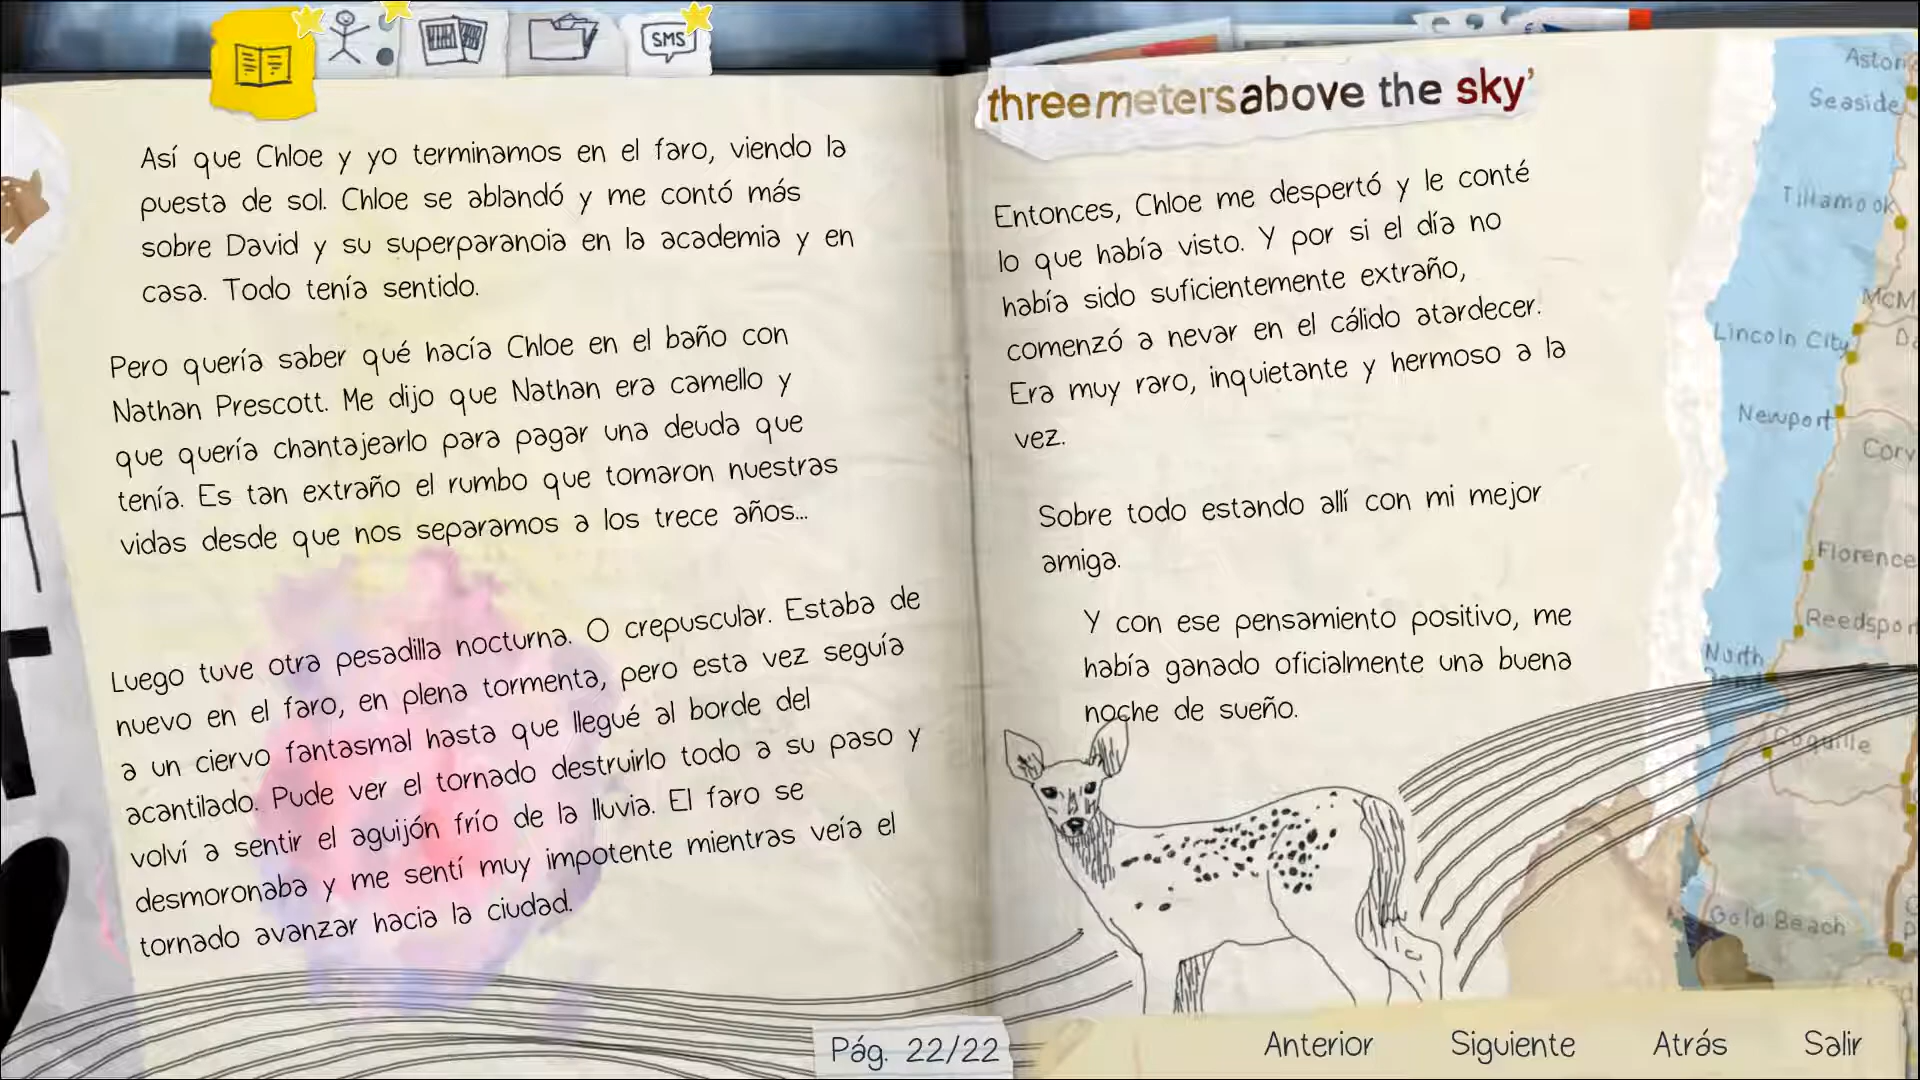 SMS
Así que Chloe y yo terminamos en el faro, viendo la
puesta de sol. Chloe se ablandó y me contó más
sobre David y su superparanoia en la academia y en
casa. Todo tenía sentido.
Pero quería saber qué hacía Chloe en el baño con
Nathan Prescott. Me dijo que Nathan era camello y
que quería chantajearlo para pagar una deuda que
tenía. Es tan extraño el rumbo que tomaron nuestras
vidas desde que nos separamos a los trece años...
Luego tuve otra pesadilla nocturna. O crepuscular. Estaba de
nuevo en el faro, en plena tormenta, pero esta vez seguía
a un ciervo fantasmal hasta que llegué al borde del
acantilado. Pude ver el tornado destruirlo todo a su paso y
volví a sentir el aguijón frío de la lluvia. El faro se
desmoronaba y me sentí muy impotente mientras veía el
tornado avanzar hacia la ciudad.
threemetersabove the sky'
Entonces, Chloe me despertó y le conté
lo que había visto. Y por si el día no
había sido suficientemente extraño,
comenzó a nevar en el cálido atardecer.
Era muy raro, inquietante y hermoso a la
vez.
Sobre todo estando allí con mi mejor
amiga.
Y con ese pensamiento positivo, me
había ganado oficialmente una buena
noche de sueño.
Seaside
Tillamook
McM
Lincoln City
Newport
Corv
Florence
North
Coquille
Gold Beach
Pág. 22/22
Anterior
Siguiente
Atrás
Salir